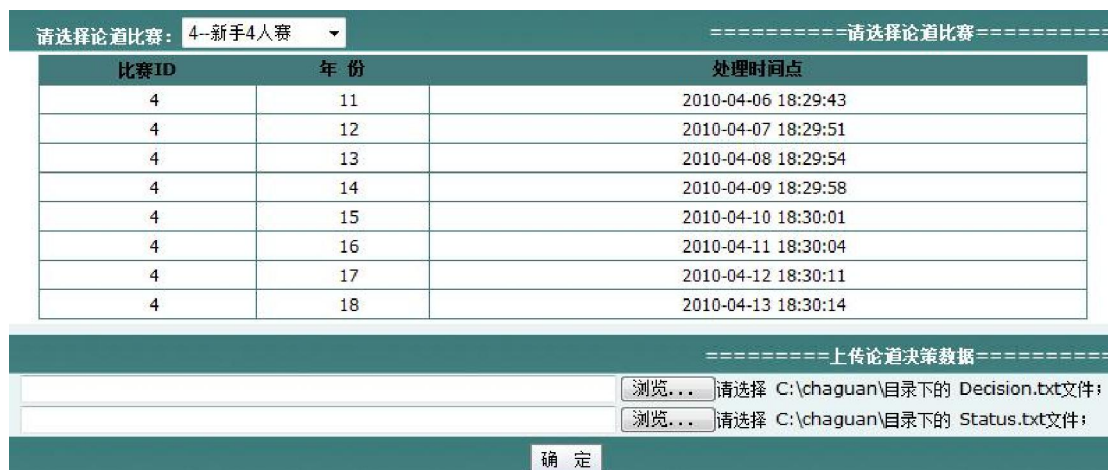 请选择论道比赛： 4--新手4人赛 ==========请选择论道比赛==========
比赛ID 年 份 处理时间点
4 11 2010-04-06 18:29:43
4 12 2010-04-07 18:29:51
4 13 2010-04-08 18:29:54
4 14 2010-04-09 18:29:58
4 15 2010-04-10 18:30:01
4 16 2010-04-11 18:30:04
4 17 2010-04-12 18:30:11
4 18 2010-04-13 18:30:14
=========上传论道决策数据==========
浏览... 请选择 C:\chaguan\目录下的 Decision.txt文件；
浏览... 请选择 C:\chaguan\目录下的 Status.txt文件；
确 定